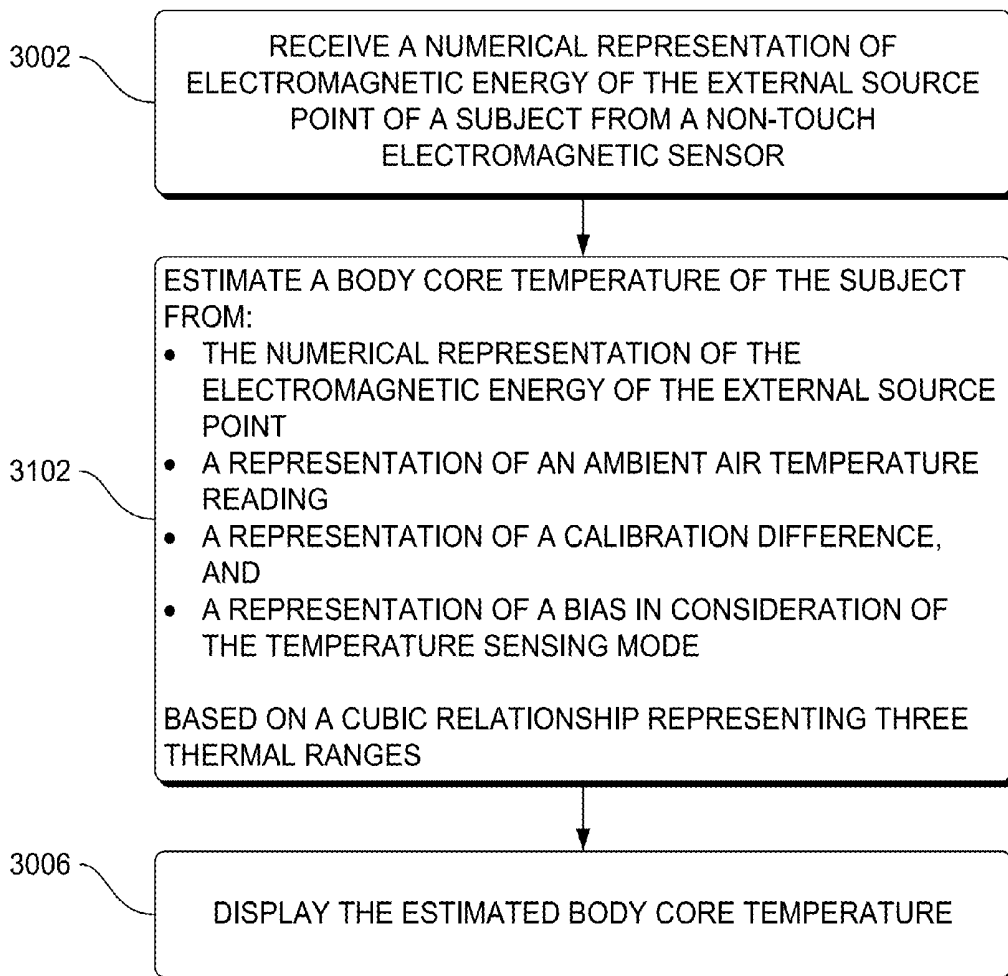 3002
RECEIVE A NUMERICAL REPRESENTATION OF
ELECTROMAGNETIC ENERGY OF THE EXTERNAL SOURCE
POINT OF A SUBJECT FROM A NON-TOUCH
ELECTROMAGNETIC SENSOR
3102
ESTIMATE A BODY CORE TEMPERATURE OF THE SUBJECT
FROM:
• THE NUMERICAL REPRESENTATION OF THE
ELECTROMAGNETIC ENERGY OF THE EXTERNAL SOURCE
POINT
• A REPRESENTATION OF AN AMBIENT AIR TEMPERATURE
READING
• A REPRESENTATION OF A CALIBRATION DIFFERENCE,
AND
• A REPRESENTATION OF A BIAS IN CONSIDERATION OF
THE TEMPERATURE SENSING MODE
BASED ON A CUBIC RELATIONSHIP REPRESENTING THREE
THERMAL RANGES
3006
DISPLAY THE ESTIMATED BODY CORE TEMPERATURE